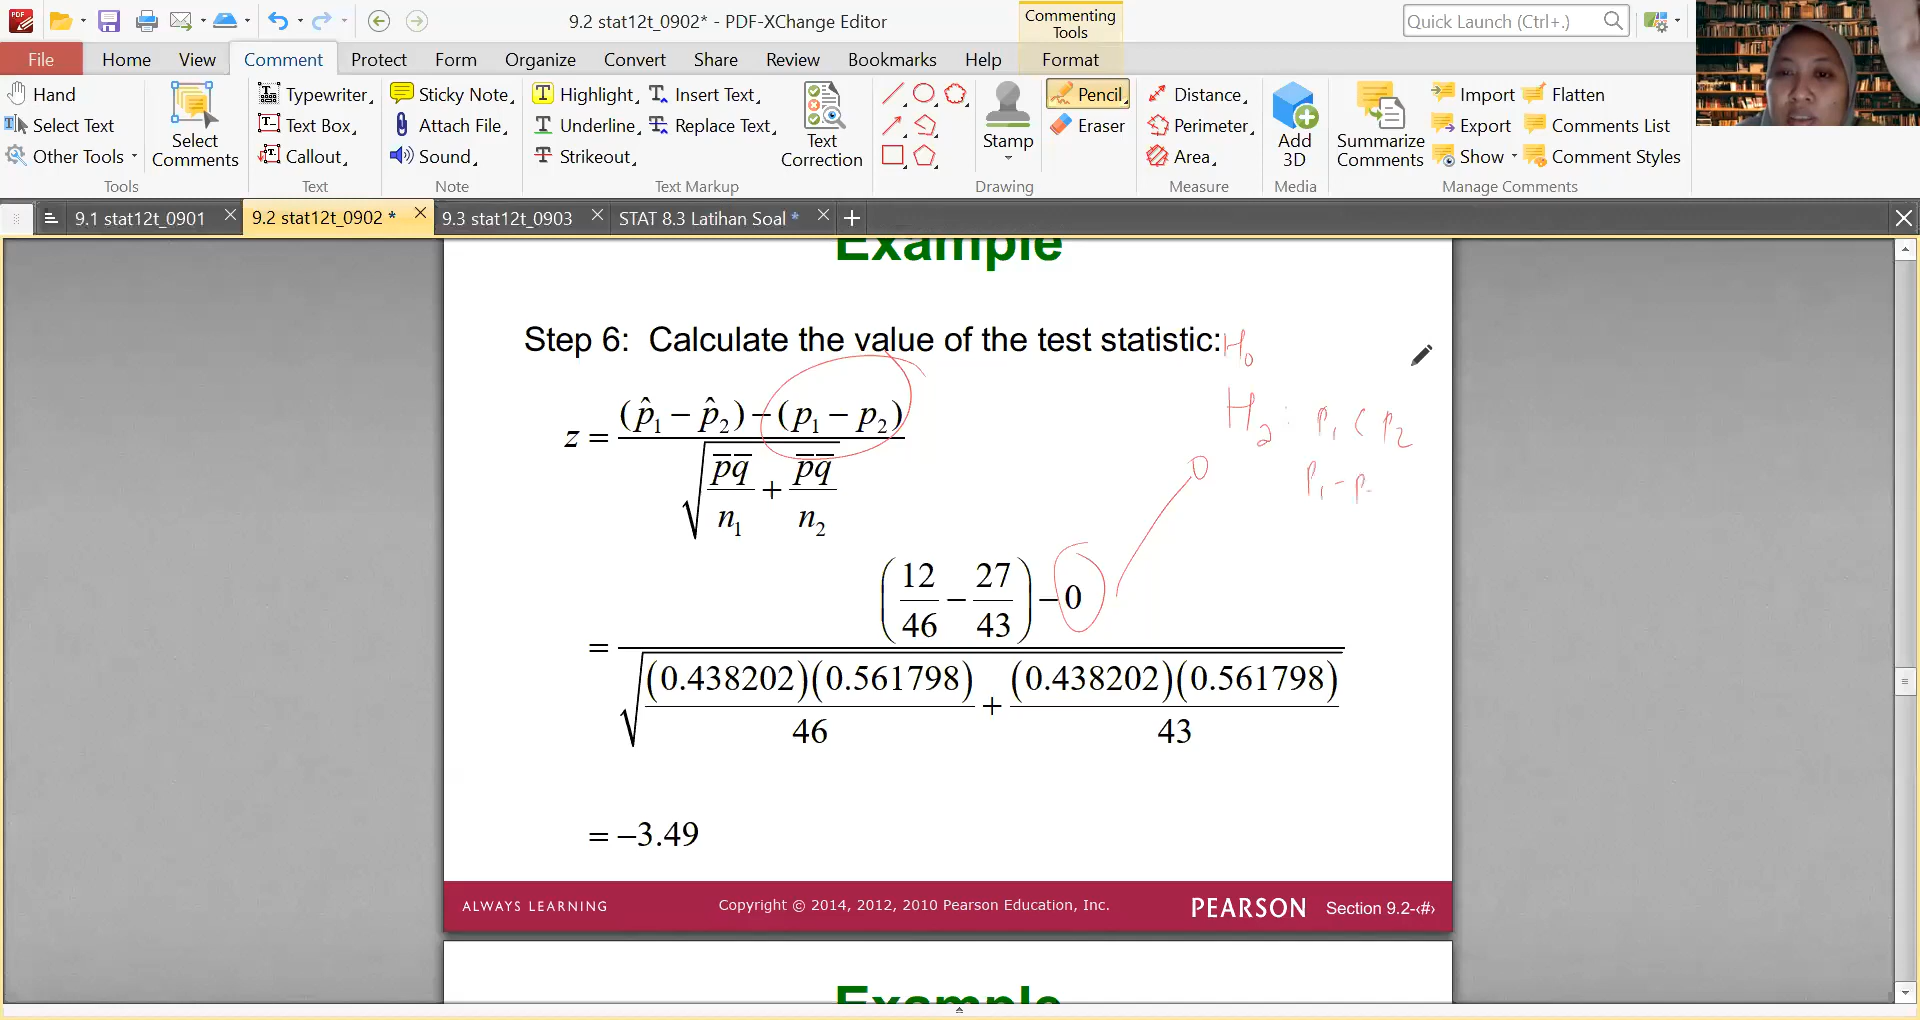 9.2 stat12t_0902* - PDF-XChange Editor
Commenting Tools
Quick Launch (Ctrl+.)
File Home View Comment Protect Form Organize Convert Share Review Bookmarks Help Format
Hand
Select Text
Other Tools
Select Comments
Tools
Typewriter
Text Box
Callout
Text
Sticky Note
Attach File
Sound
Note
Highlight
Underline
Strikeout
Insert Text
Replace Text
Text Correction
Text Markup
Stamp
Pencil
Eraser
Drawing
Distance
Perimeter
Area
Measure
Add 3D
Media
Summarize Comments
Import
Export
Show
Flatten
Comments List
Comment Styles
Manage Comments
9.1 stat12t_0901
9.2 stat12t_0902 *
9.3 stat12t_0903
STAT 8.3 Latihan Soal *
Example
Step 6: Calculate the value of the test statistic:
H₀
H₂ : p₁ < p₂
p₁ - p
0
z = ((p̂₁ − p̂₂) − (p₁ − p₂)) / √(p̅q̅/n₁ + p̅q̅/n₂)
= ((12/46 − 27/43) − 0) / √((0.438202)(0.561798)/46 + (0.438202)(0.561798)/43)
= −3.49
ALWAYS LEARNING
Copyright © 2014, 2012, 2010 Pearson Education, Inc.
PEARSON
Section 9.2-‹#›
Example